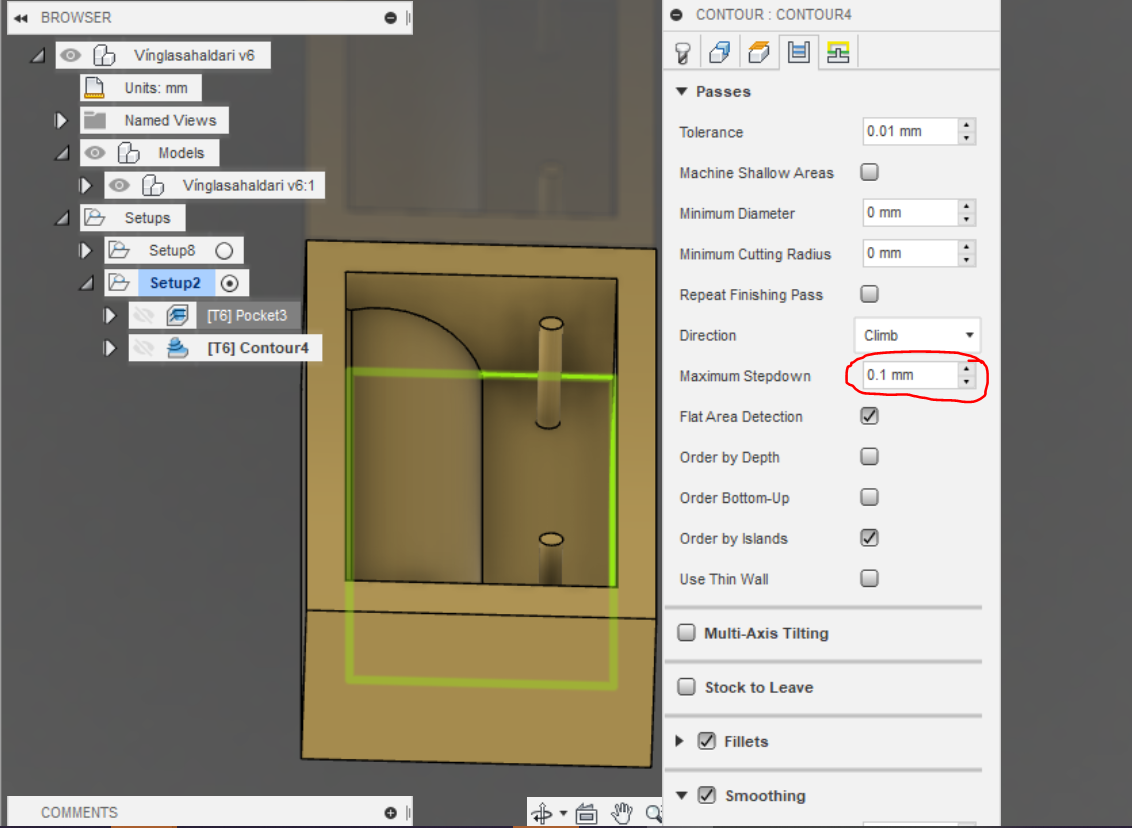 BROWSER
Vínglasahaldari v6
Units: mm
Named Views
Models
Vínglasahaldari v6:1
Setups
Setup8
Setup2
[T6] Pocket3
[T6] Contour4
COMMENTS
CONTOUR : CONTOUR4
Passes
Tolerance 0.01 mm
Machine Shallow Areas
Minimum Diameter 0 mm
Minimum Cutting Radius 0 mm
Repeat Finishing Pass
Direction Climb
Maximum Stepdown 0.1 mm
Flat Area Detection
Order by Depth
Order Bottom-Up
Order by Islands
Use Thin Wall
Multi-Axis Tilting
Stock to Leave
Fillets
Smoothing